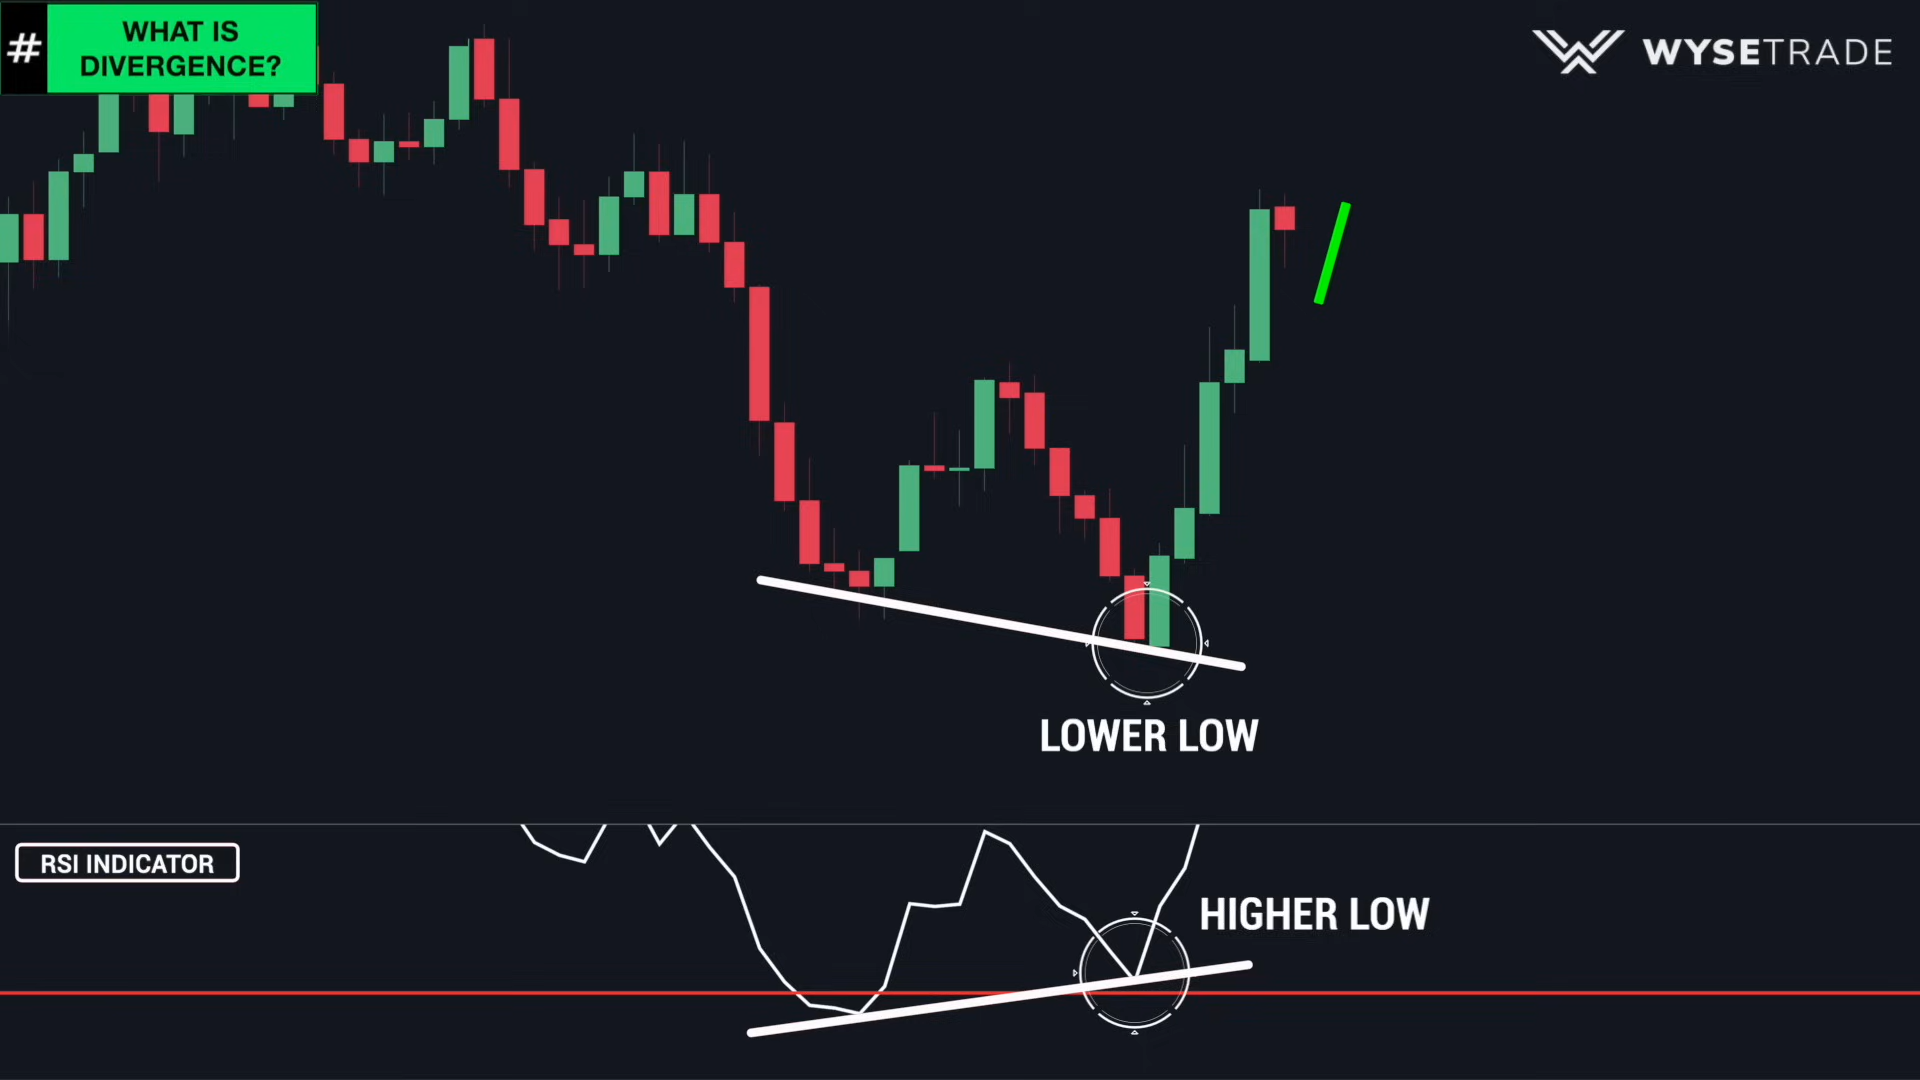 #
WHAT IS
DIVERGENCE?
WYSETRADE
LOWER LOW
RSI INDICATOR
HIGHER LOW